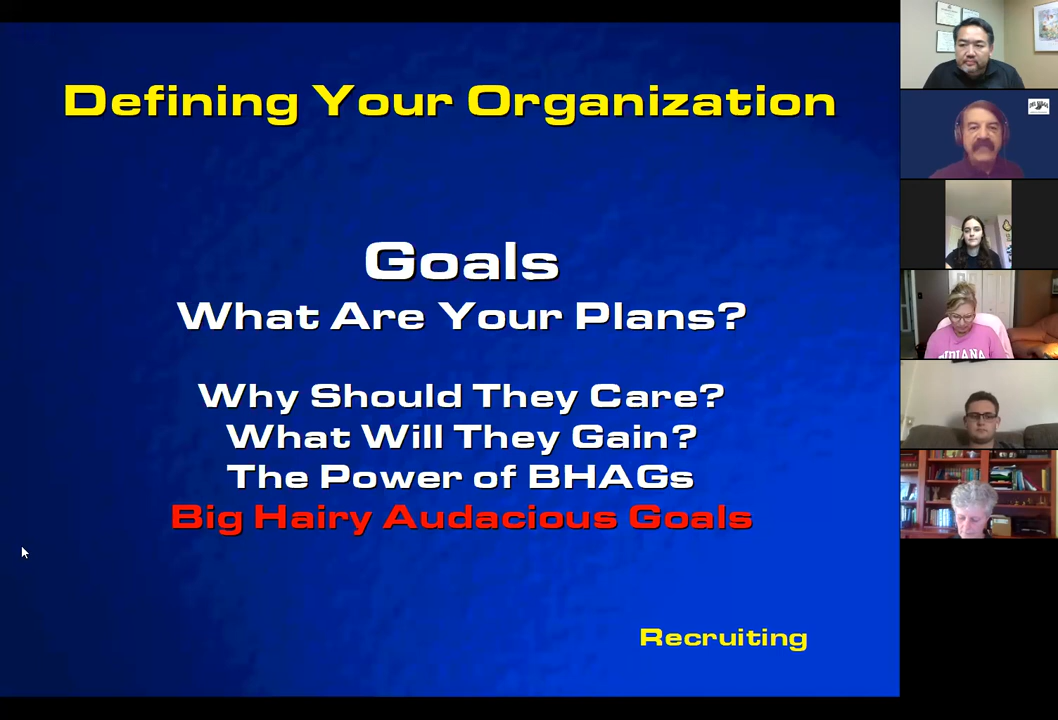 Defining Your Organization
Goals
What Are Your Plans?
Why Should They Care?
What Will They Gain?
The Power of BHAGs
Big Hairy Audacious Goals
Recruiting
INDIANA